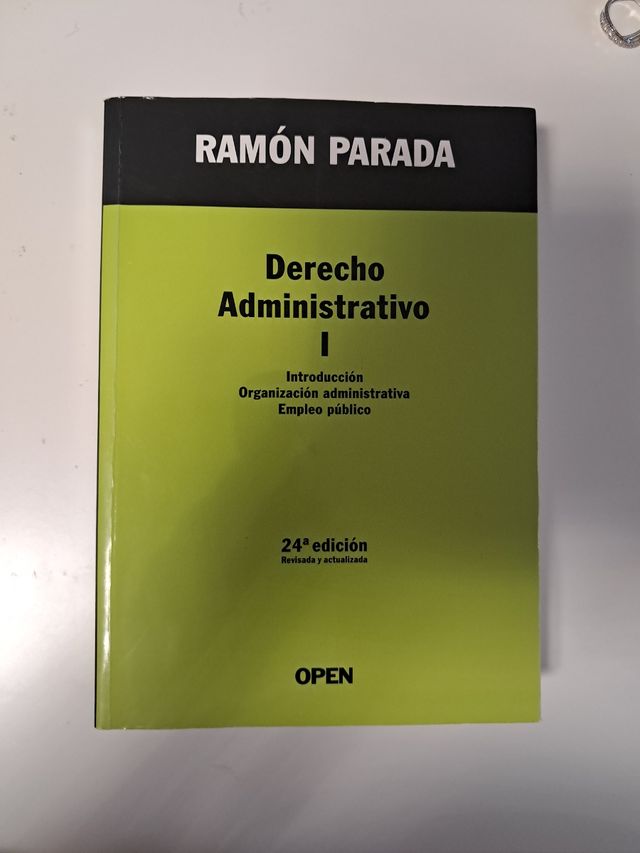 RAMÓN PARADA
Derecho
Administrativo
I
Introducción
Organización administrativa
Empleo público
24ª edición
Revisada y actualizada
OPEN